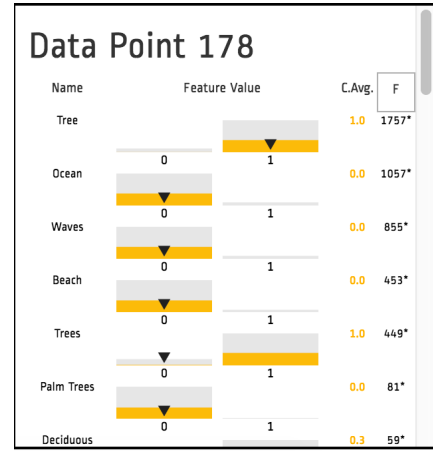 Data Point 178
Name Feature Value C.Avg. F
Tree 1.0 1757*
0 1
Ocean 0.0 1057*
0 1
Waves 0.0 855*
0 1
Beach 0.0 453*
0 1
Trees 1.0 449*
0 1
Palm Trees 0.0 81*
0 1
Deciduous 0.3 59*